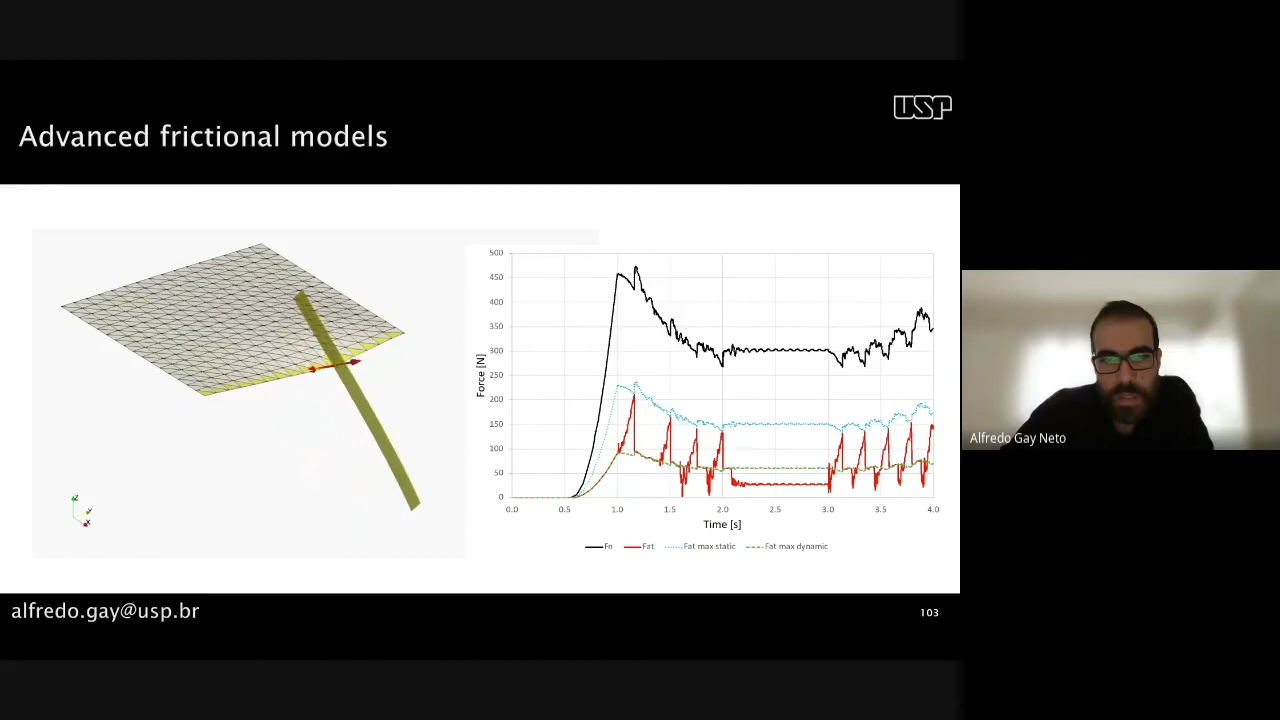 USP
Advanced frictional models
500
450
400
350
300
250
200
150
100
50
0
Force [N]
0.0 0.5 1.0 1.5 2.0 2.5 3.0 3.5 4.0
Time [s]
Fn Fat Fat max static Fat max dynamic
Alfredo Gay Neto
alfredo.gay@usp.br
103